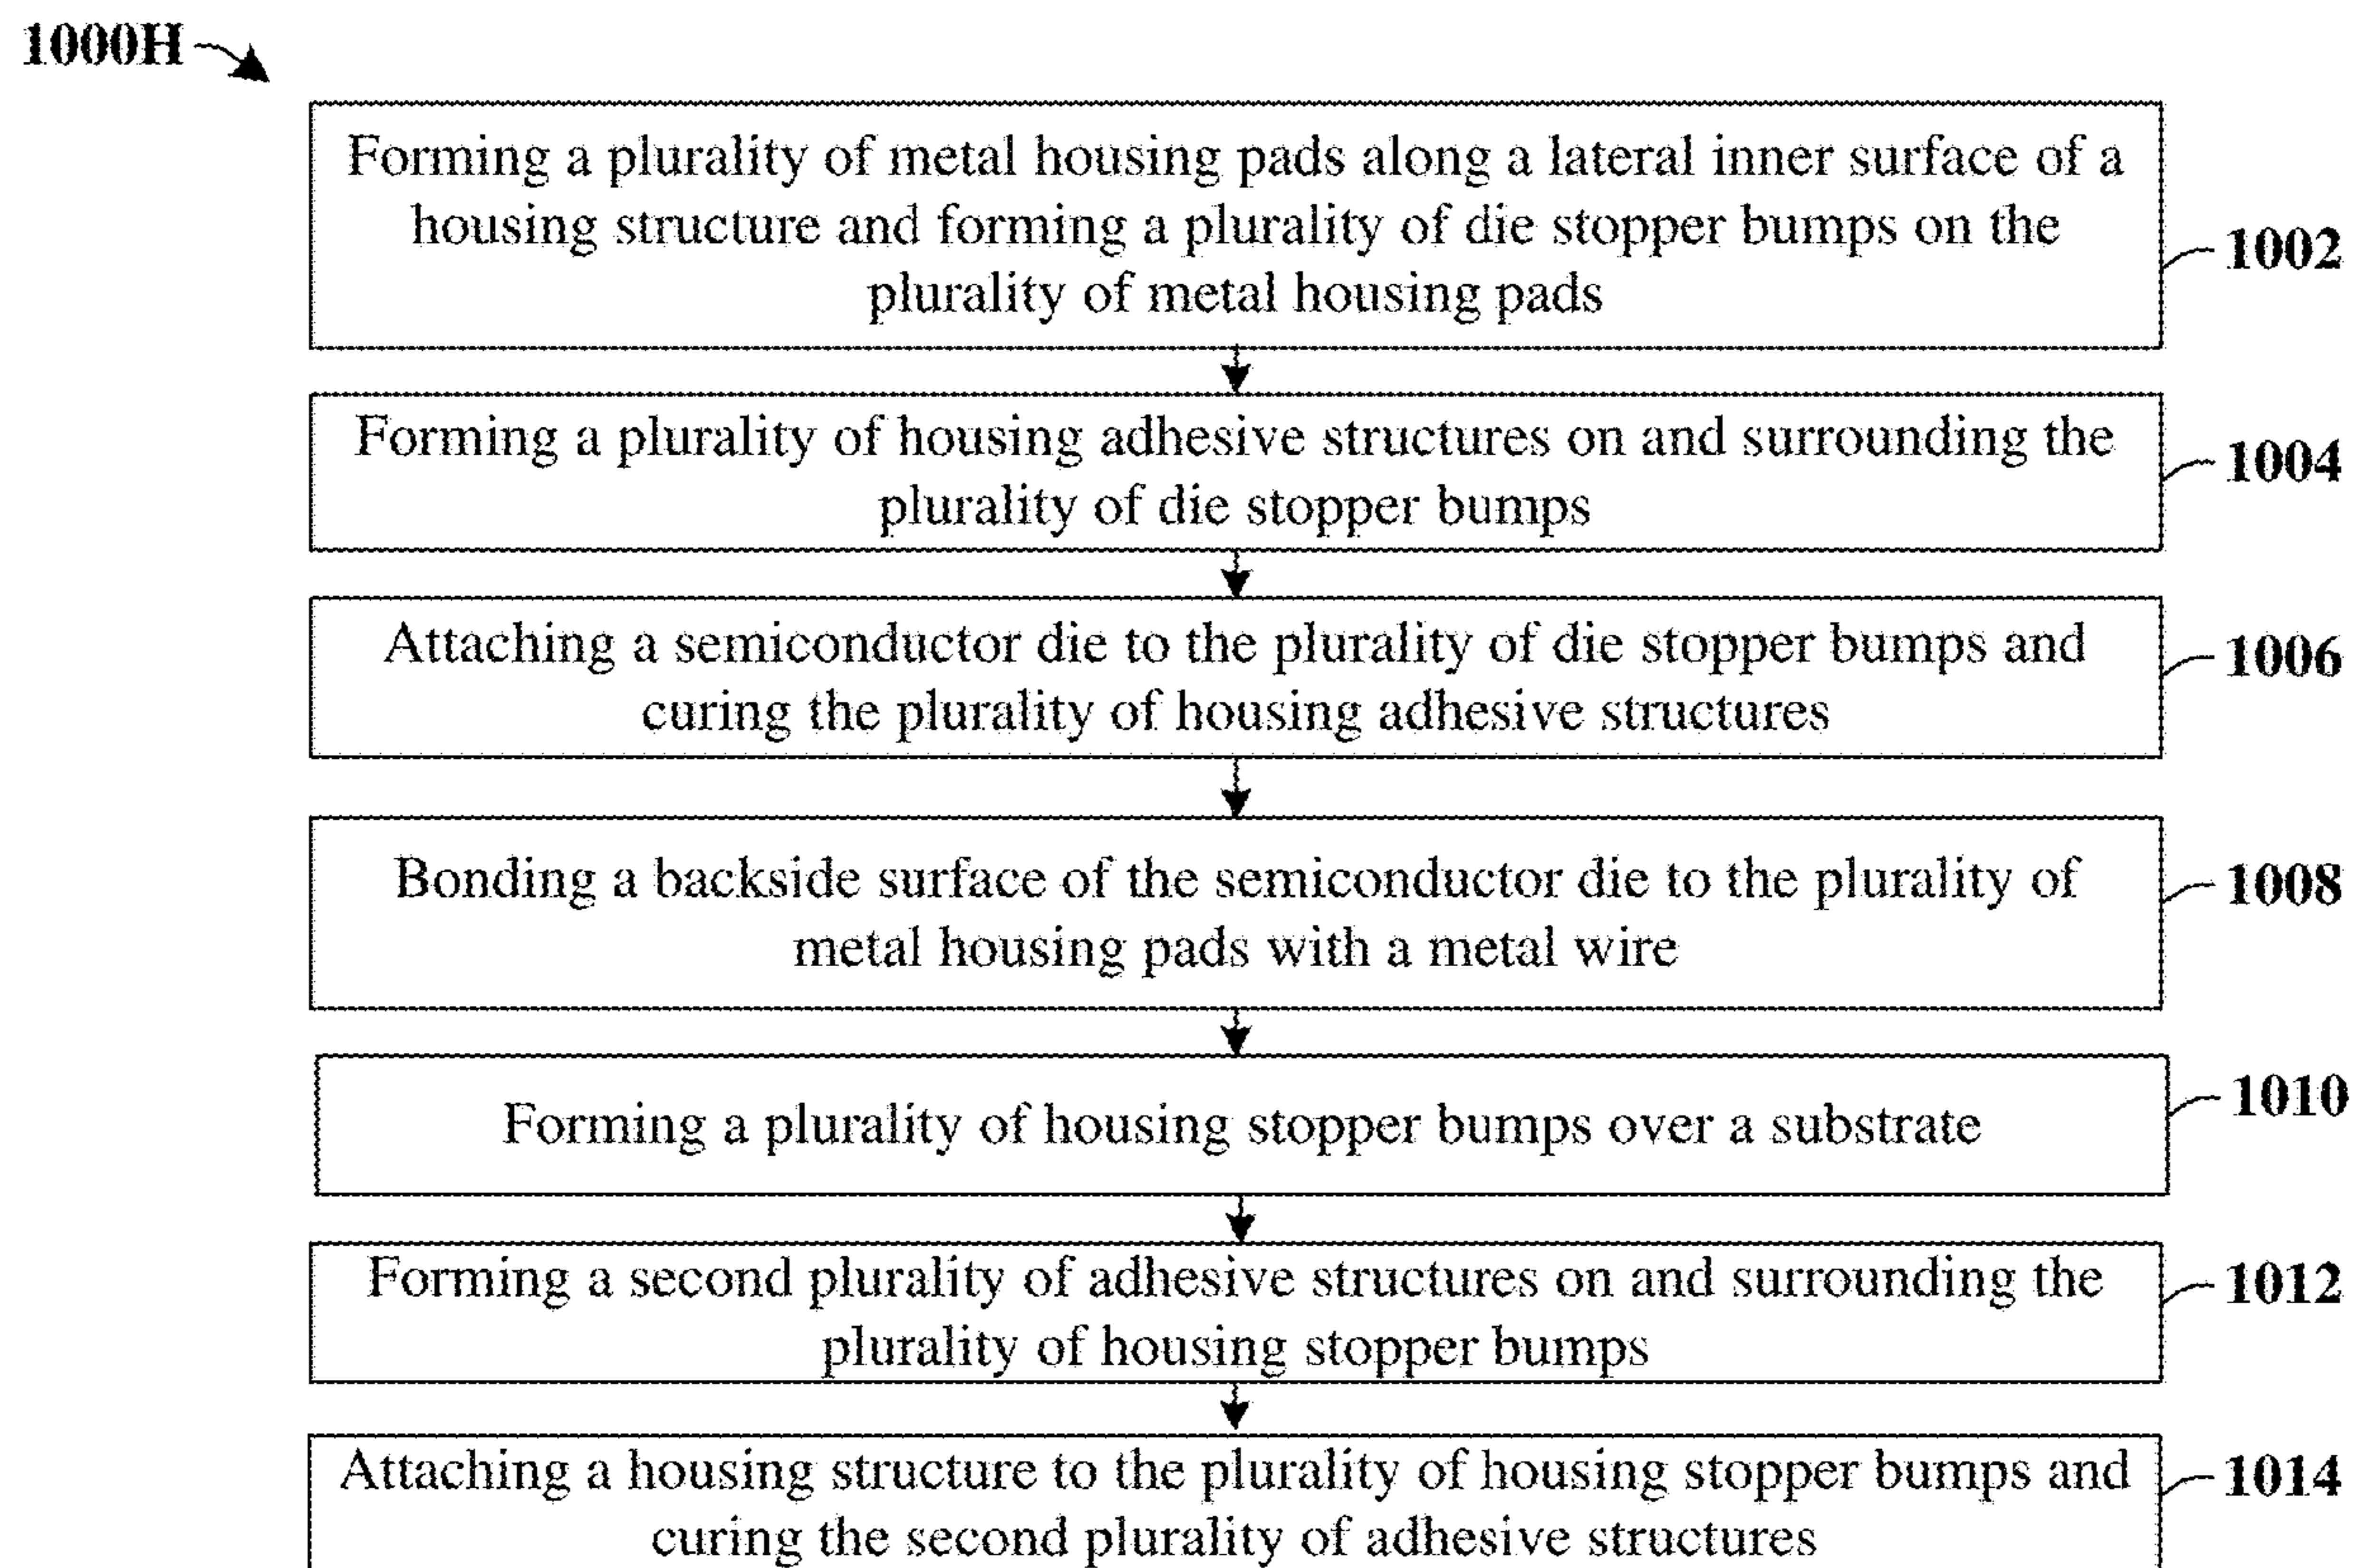 1000H
Forming a plurality of metal housing pads along a lateral inner surface of a
housing structure and forming a plurality of die stopper bumps on the
plurality of metal housing pads
1002
Forming a plurality of housing adhesive structures on and surrounding the
plurality of die stopper bumps
1004
Attaching a semiconductor die to the plurality of die stopper bumps and
curing the plurality of housing adhesive structures
1006
Bonding a backside surface of the semiconductor die to the plurality of
metal housing pads with a metal wire
1008
Forming a plurality of housing stopper bumps over a substrate
1010
Forming a second plurality of adhesive structures on and surrounding the
plurality of housing stopper bumps
1012
Attaching a housing structure to the plurality of housing stopper bumps and
curing the second plurality of adhesive structures
1014